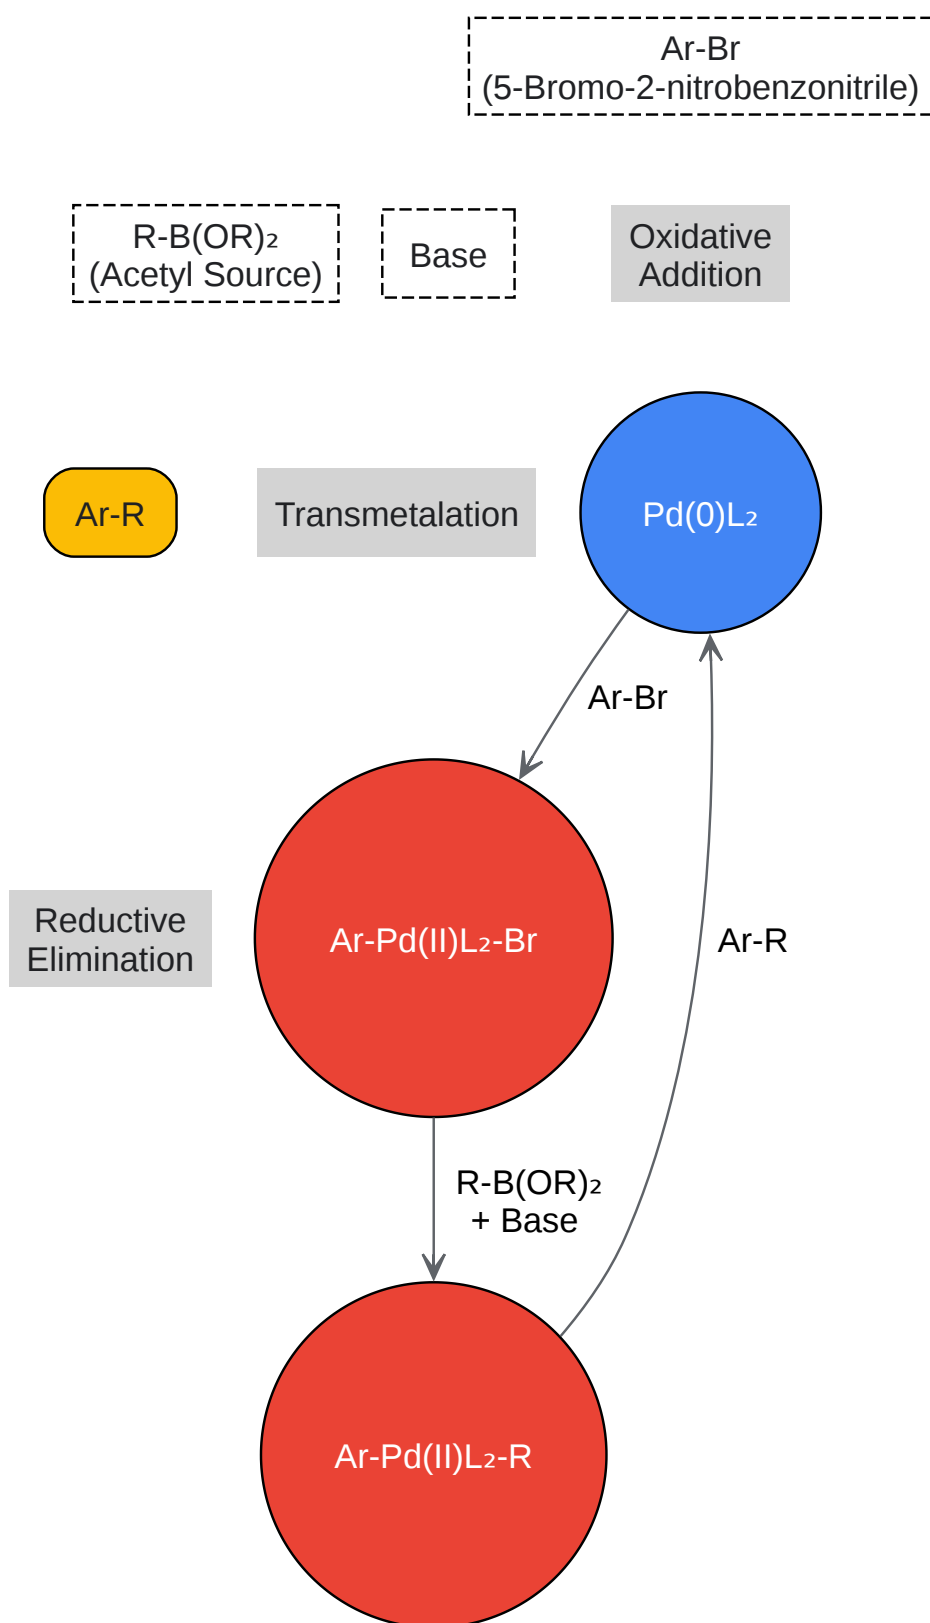 Ar-Br
(5-Bromo-2-nitrobenzonitrile)
R-B(OR)₂
(Acetyl Source)
Base
Oxidative
Addition
Ar-R
Transmetalation
Pd(0)L₂
Ar-Br
Reductive
Elimination
Ar-Pd(II)L₂-Br
Ar-R
R-B(OR)₂
+ Base
Ar-Pd(II)L₂-R